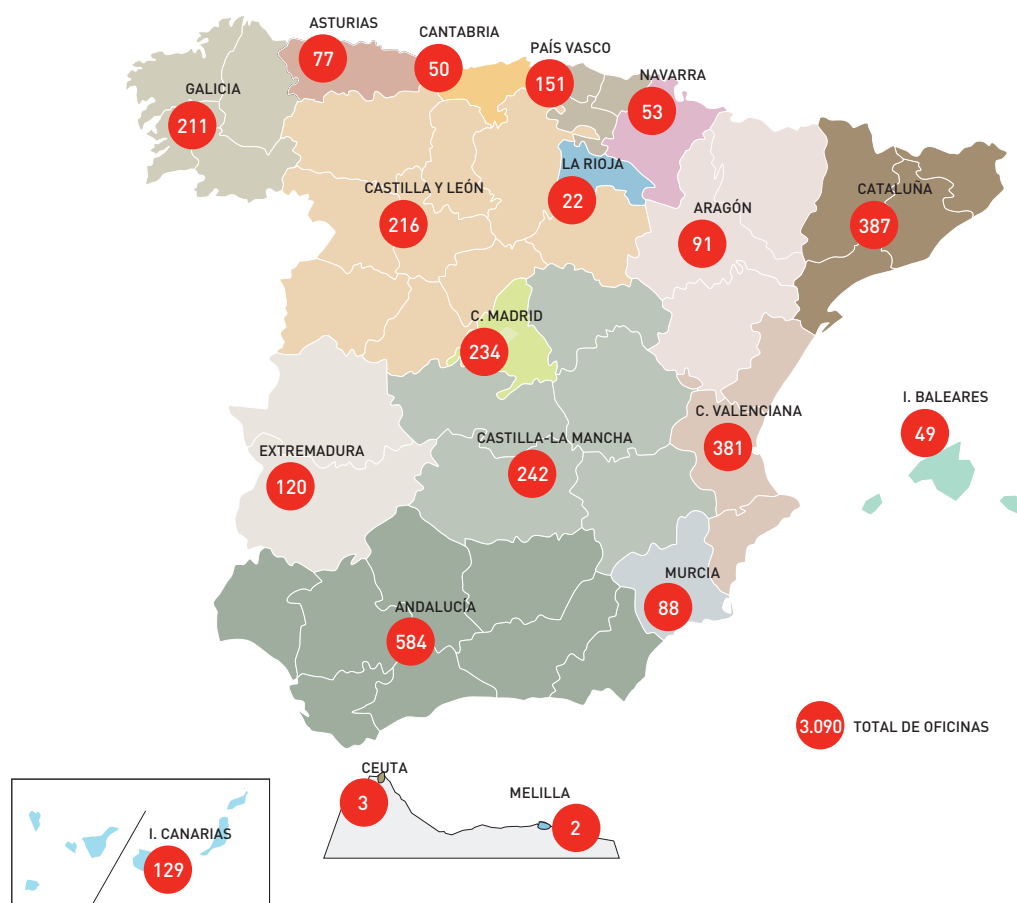 ASTURIAS
77
CANTABRIA
50
PAÍS VASCO
151
NAVARRA
53
GALICIA
211
LA RIOJA
22
CASTILLA Y LEÓN
216
ARAGÓN
91
CATALUÑA
387
C. MADRID
234
C. VALENCIANA
381
I. BALEARES
49
EXTREMADURA
120
CASTILLA-LA MANCHA
242
MURCIA
88
ANDALUCÍA
584
3.090 TOTAL DE OFICINAS
CEUTA
3
MELILLA
2
I. CANARIAS
129